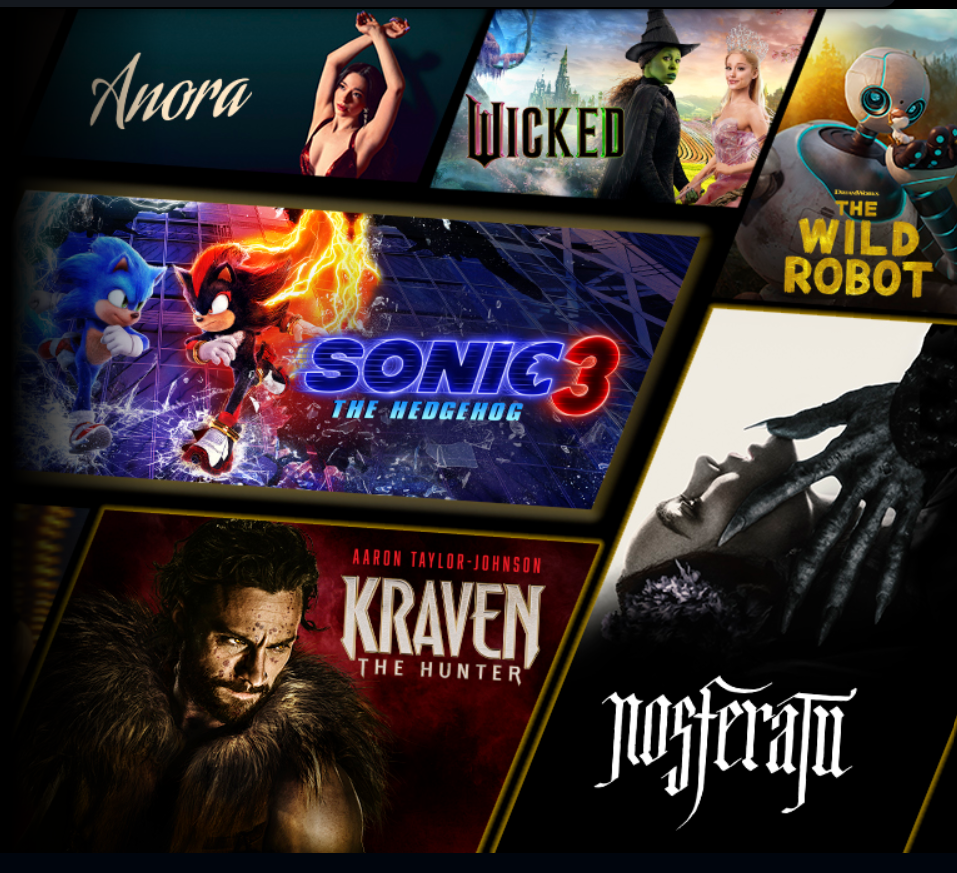 Anora
WICKED
DREAMWORKS
THE
WILD
ROBOT
SONIC 3
THE HEDGEHOG
AARON TAYLOR-JOHNSON
KRAVEN
THE HUNTER
nosferatu